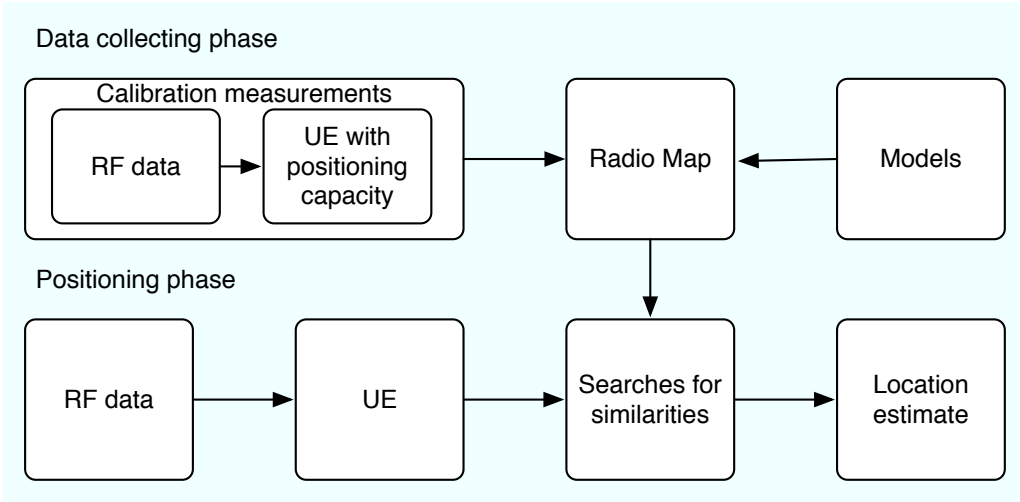 Data collecting phase
Calibration measurements
RF data
UE with
positioning
capacity
Radio Map
Models
Positioning phase
RF data
UE
Searches for
similarities
Location
estimate